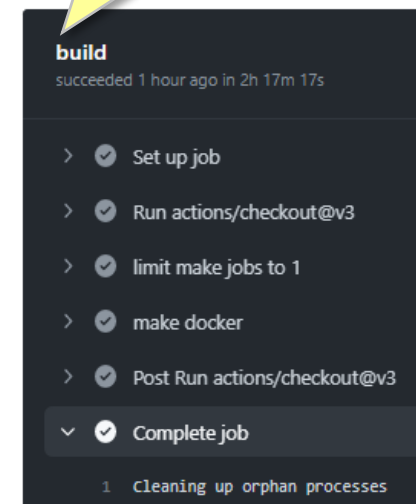 build
succeeded 1 hour ago in 2h 17m 17s
Set up job
Run actions/checkout@v3
limit make jobs to 1
make docker
Post Run actions/checkout@v3
Complete job
1 Cleaning up orphan processes